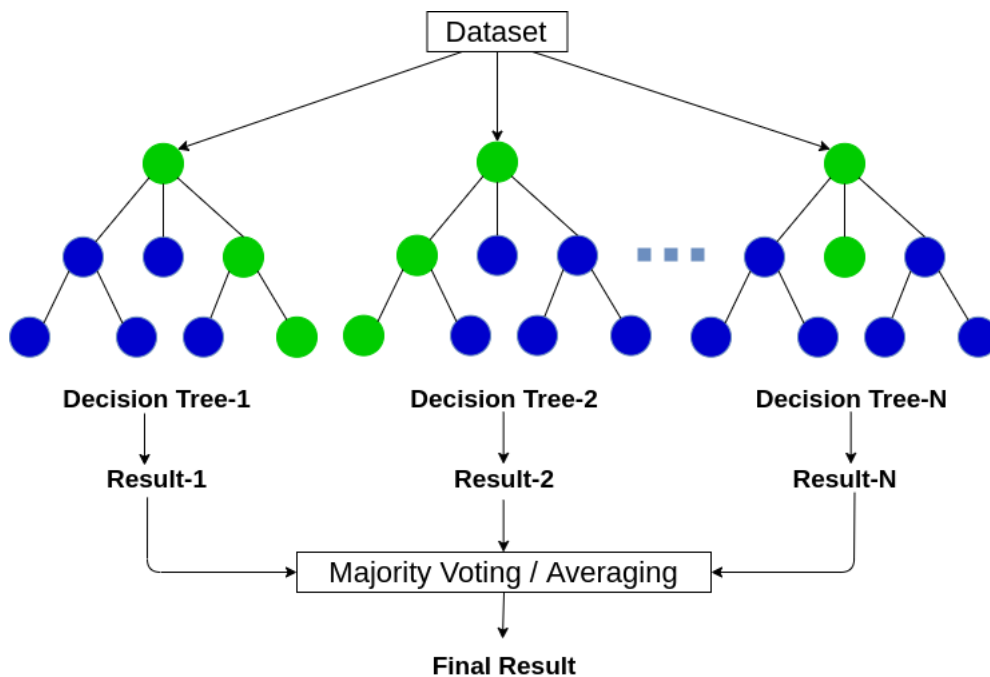 Dataset
Decision Tree-1
Decision Tree-2
Decision Tree-N
Result-1
Result-2
Result-N
Majority Voting / Averaging
Final Result